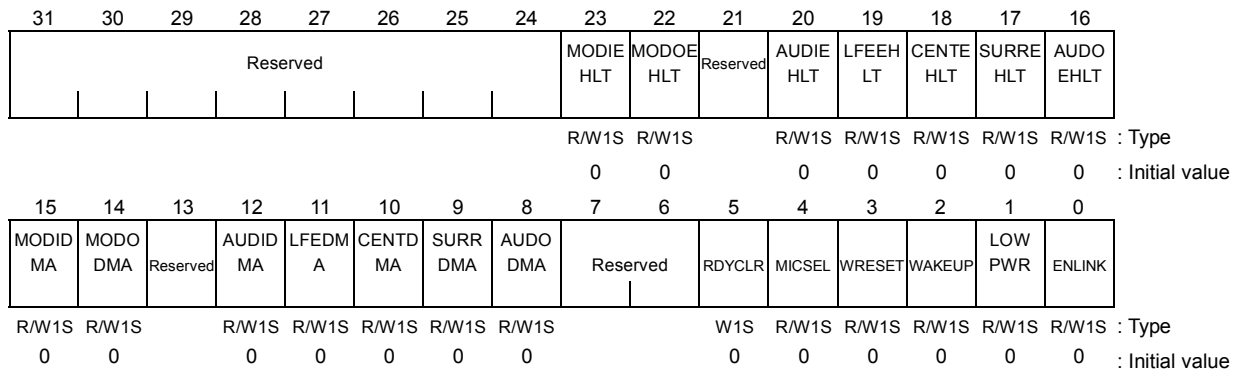 31 30 29 28 27 26 25 24 23 22 21 20 19 18 17 16
Reserved MODIE HLT MODOE HLT Reserved AUDIE HLT LFEEH LT CENTE HLT SURRE HLT AUDO EHLT
R/W1S R/W1S R/W1S R/W1S R/W1S R/W1S R/W1S : Type
0 0 0 0 0 0 0 : Initial value
15 14 13 12 11 10 9 8 7 6 5 4 3 2 1 0
MODID MA MODO DMA Reserved AUDID MA LFEDM A CENTD MA SURR DMA AUDO DMA Reserved RDYCLR MICSEL WRESET WAKEUP LOW PWR ENLINK
R/W1S R/W1S R/W1S R/W1S R/W1S R/W1S R/W1S W1S R/W1S R/W1S R/W1S R/W1S R/W1S : Type
0 0 0 0 0 0 0 0 0 0 0 0 0 : Initial value